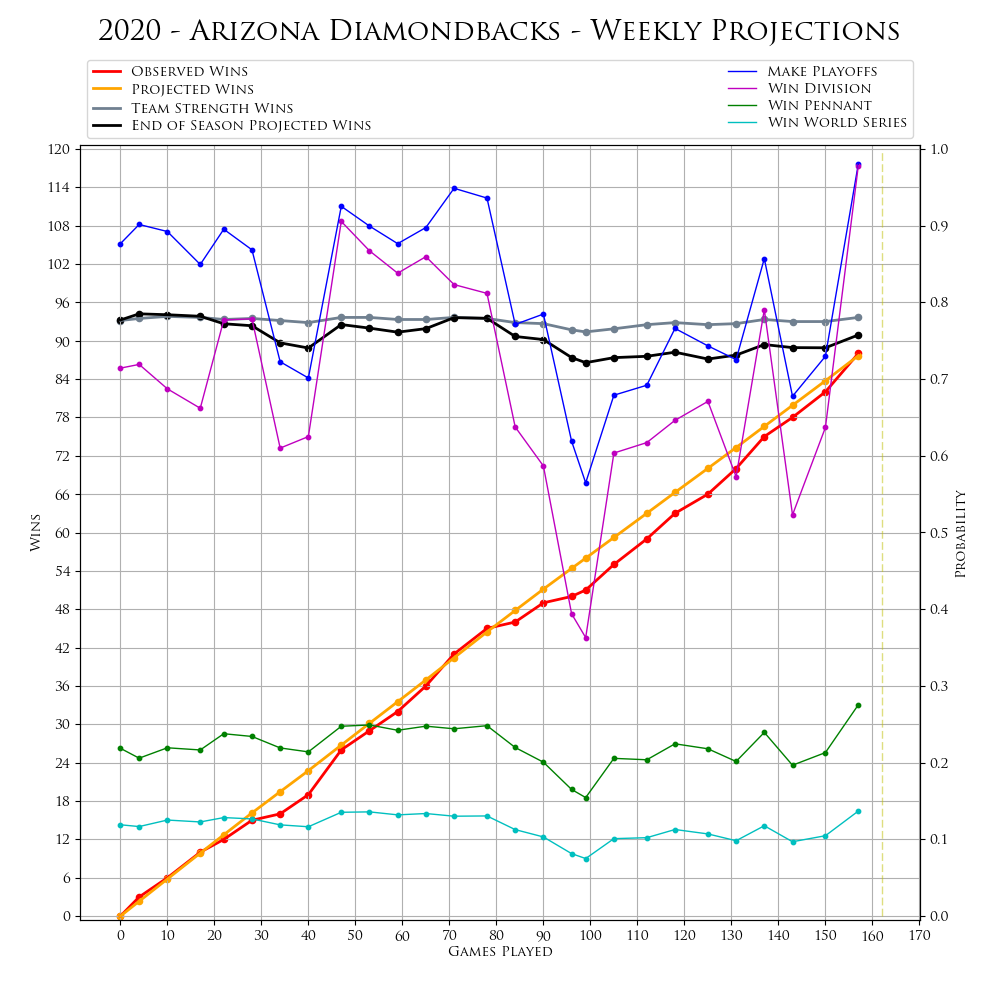 2020 - Arizona Diamondbacks - Weekly Projections
Observed Wins
Projected Wins
Team Strength Wins
End of Season Projected Wins
Make Playoffs
Win Division
Win Pennant
Win World Series
120
114
108
102
96
90
84
78
72
66
60
54
48
42
36
30
24
18
12
6
0
Wins
1.0
0.9
0.8
0.7
0.6
0.5
0.4
0.3
0.2
0.1
0.0
Probability
0 10 20 30 40 50 60 70 80 90 100 110 120 130 140 150 160 170
Games Played